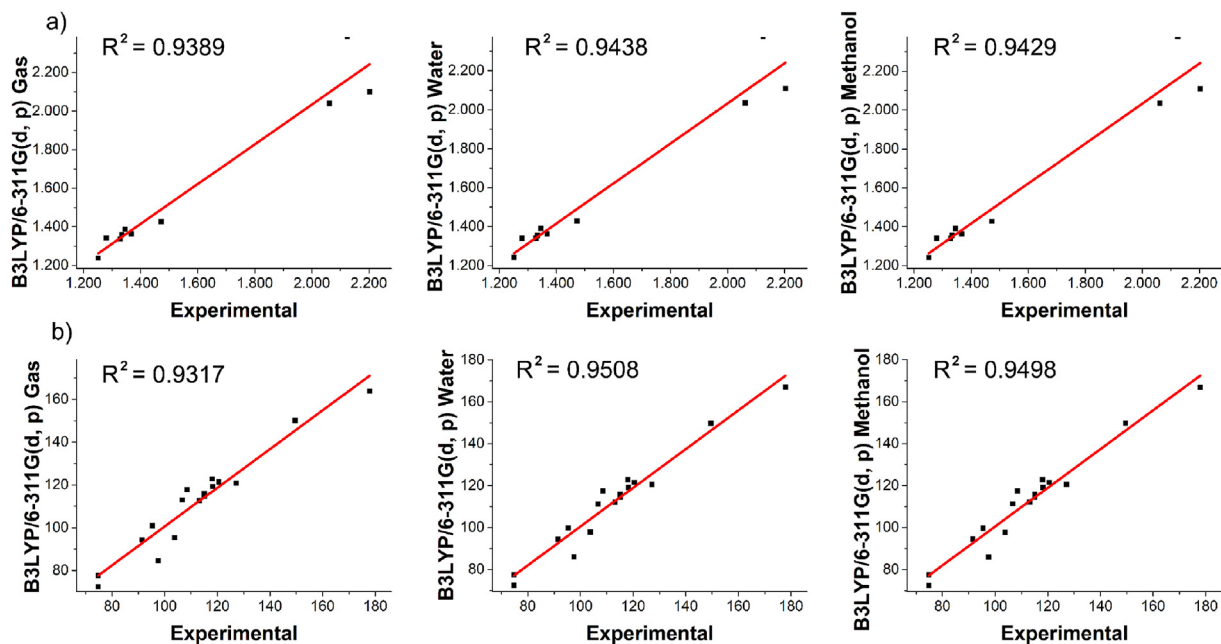 a)
R² = 0.9389
B3LYP/6-311G(d, p) Gas
2.200
2.000
1.800
1.600
1.400
1.200
1.200 1.400 1.600 1.800 2.000 2.200
Experimental
R² = 0.9438
B3LYP/6-311G(d, p) Water
2.200
2.000
1.800
1.600
1.400
1.200
1.200 1.400 1.600 1.800 2.000 2.200
Experimental
R² = 0.9429
B3LYP/6-311G(d, p) Methanol
2.200
2.000
1.800
1.600
1.400
1.200
1.200 1.400 1.600 1.800 2.000 2.200
Experimental
b)
R² = 0.9317
B3LYP/6-311G(d, p) Gas
160
140
120
100
80
80 100 120 140 160 180
Experimental
R² = 0.9508
B3LYP/6-311G(d, p) Water
180
160
140
120
100
80
80 100 120 140 160 180
Experimental
R² = 0.9498
B3LYP/6-311G(d, p) Methanol
180
160
140
120
100
80
80 100 120 140 160 180
Experimental